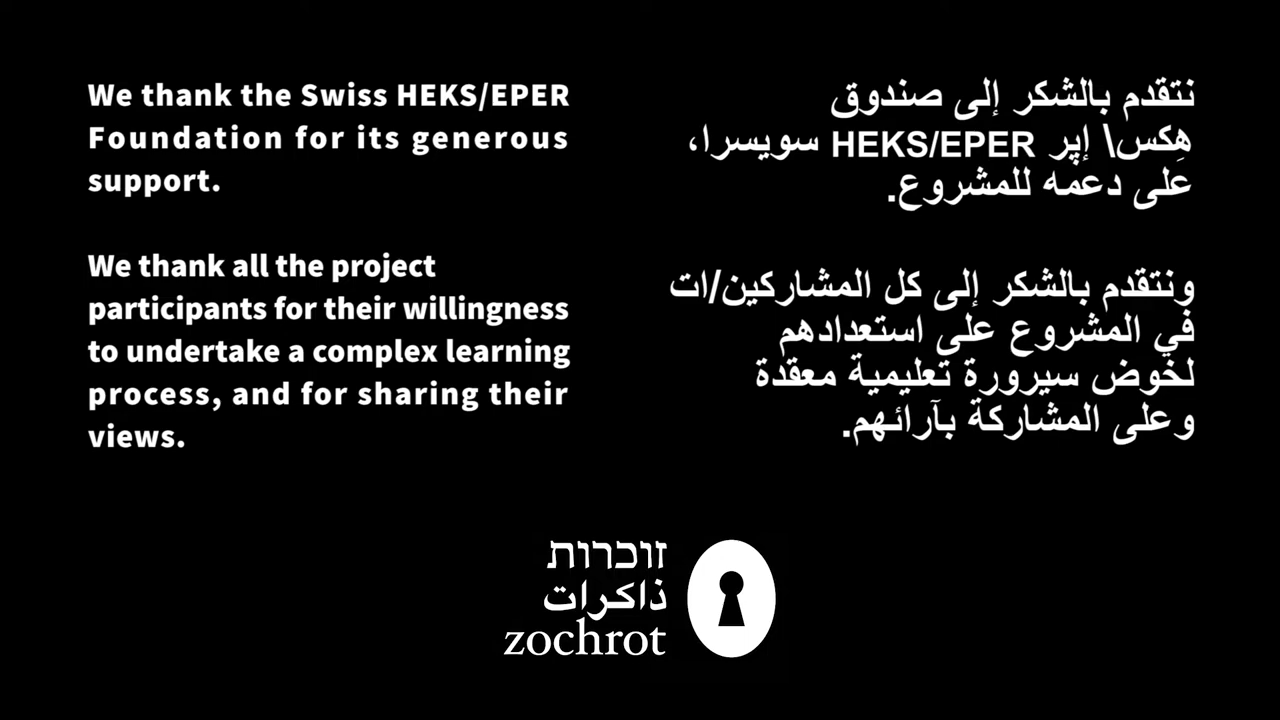 We thank the Swiss HEKS/EPER
Foundation for its generous
support.
We thank all the project
participants for their willingness
to undertake a complex learning
process, and for sharing their
views.
نتقدم بالشكر إلى صندوق
هِكس\ إپر HEKS/EPER سويسرا،
على دعمه للمشروع.
ونتقدم بالشكر إلى كل المشاركين/ات
في المشروع على استعدادهم
لخوض سيرورة تعليمية معقدة
وعلى المشاركة بآرائهم.
זוכרות
ذاكرات
zochrot